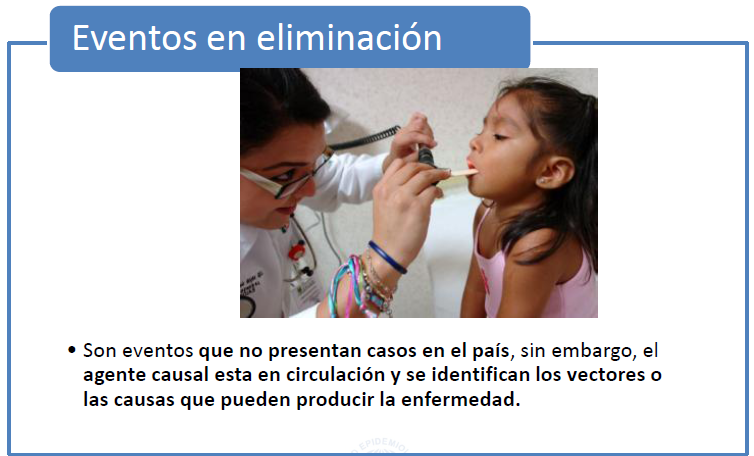 Eventos en eliminación
• Son eventos que no presentan casos en el país, sin embargo, el
agente causal esta en circulación y se identifican los vectores o
las causas que pueden producir la enfermedad.
EPIDEMIO